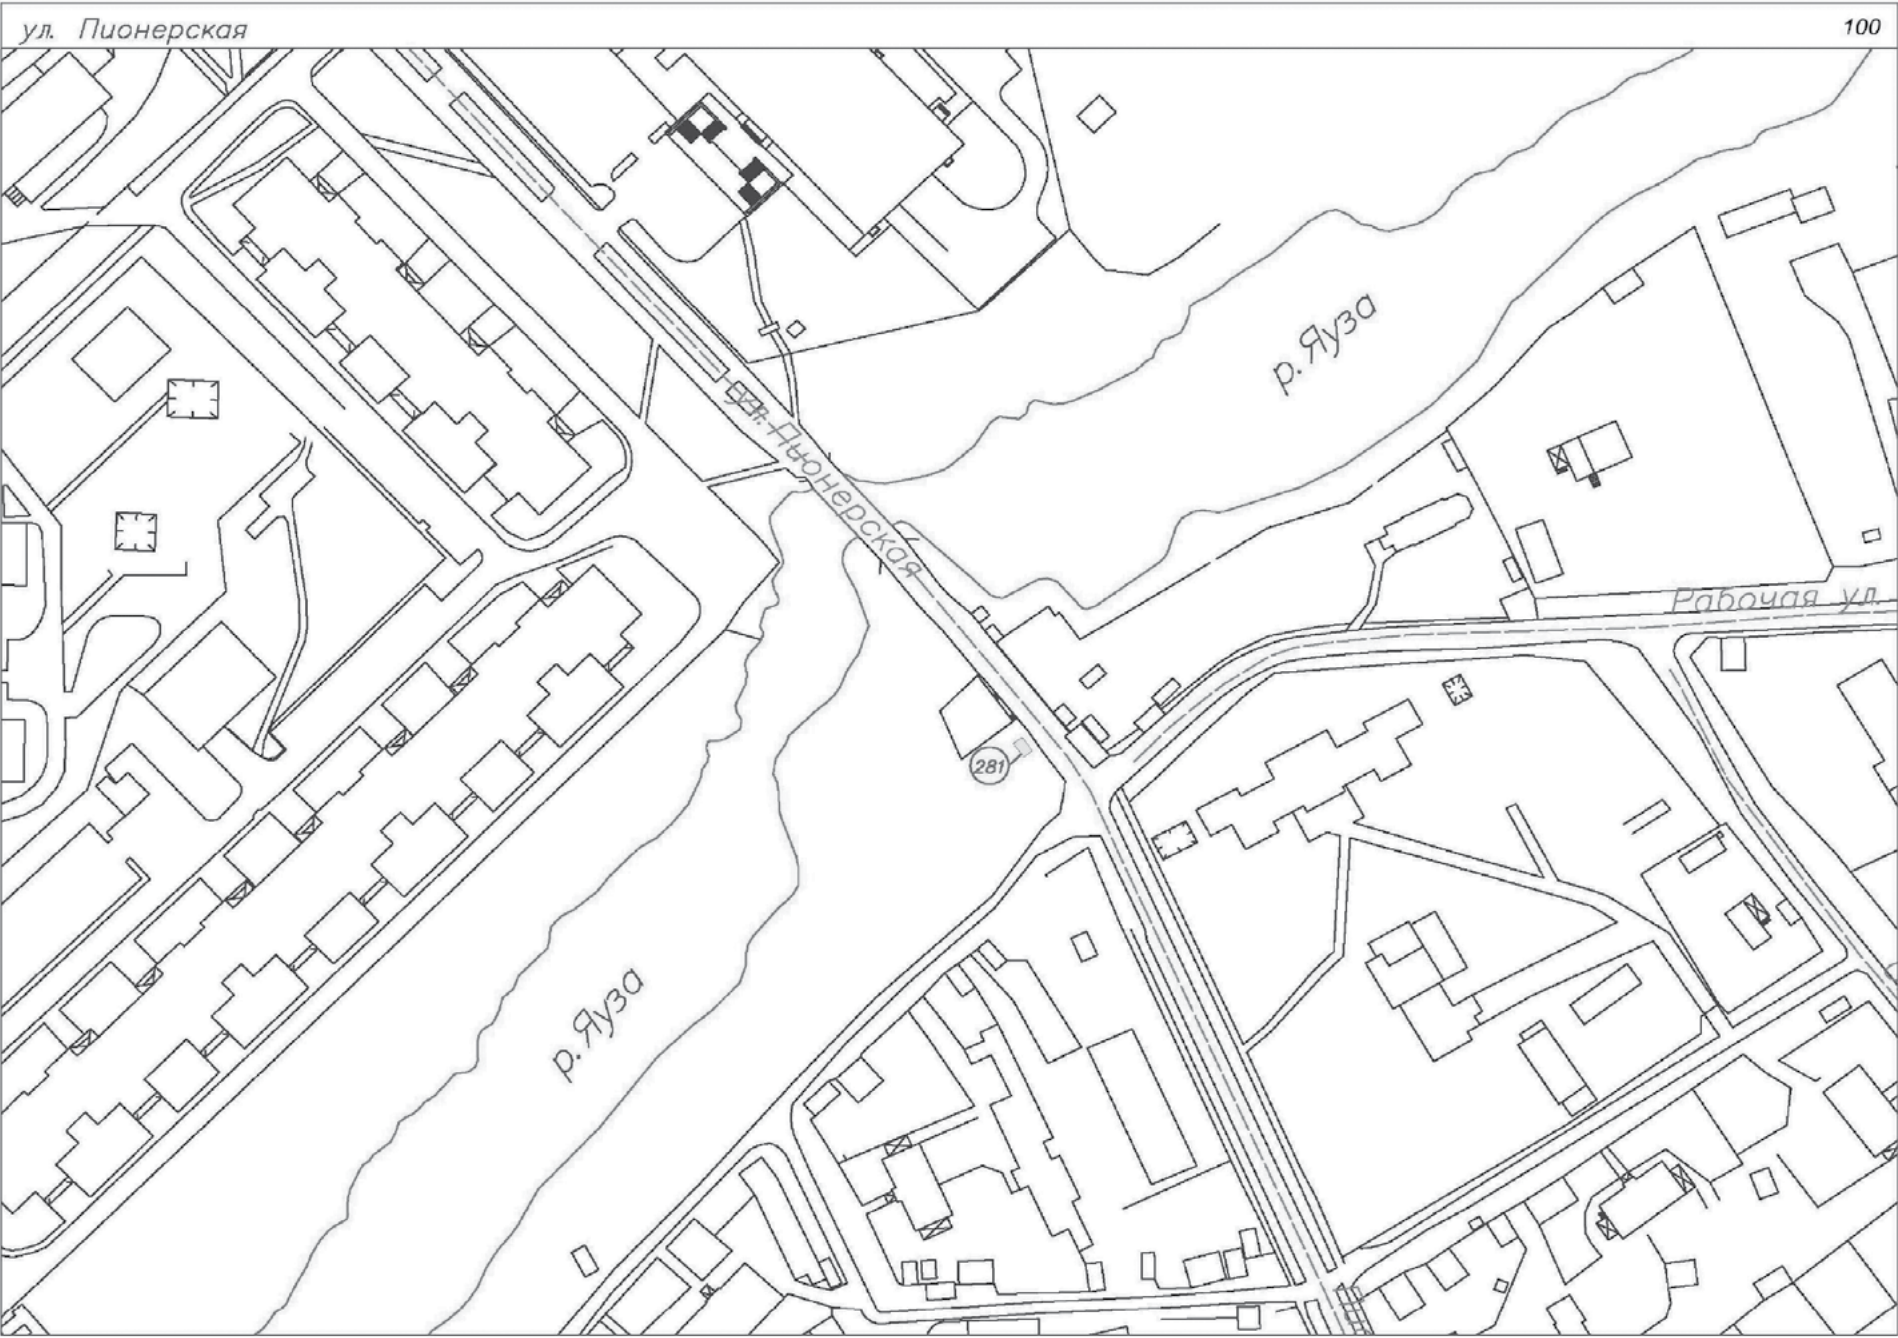 ул. Пионерская
100
р. Яуза
ул. Пионерская
Рабочая ул.
281
р. Яуза